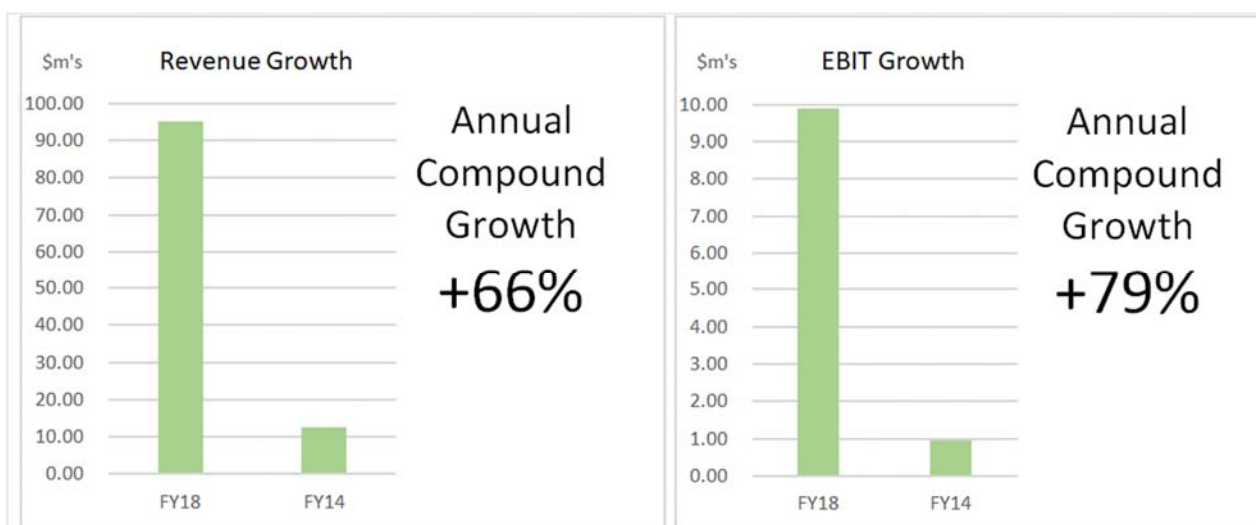 $m's
Revenue Growth
100.00
90.00
80.00
70.00
60.00
50.00
40.00
30.00
20.00
10.00
0.00
FY18
FY14
Annual
Compound
Growth
+66%
$m's
EBIT Growth
10.00
9.00
8.00
7.00
6.00
5.00
4.00
3.00
2.00
1.00
0.00
FY18
FY14
Annual
Compound
Growth
+79%